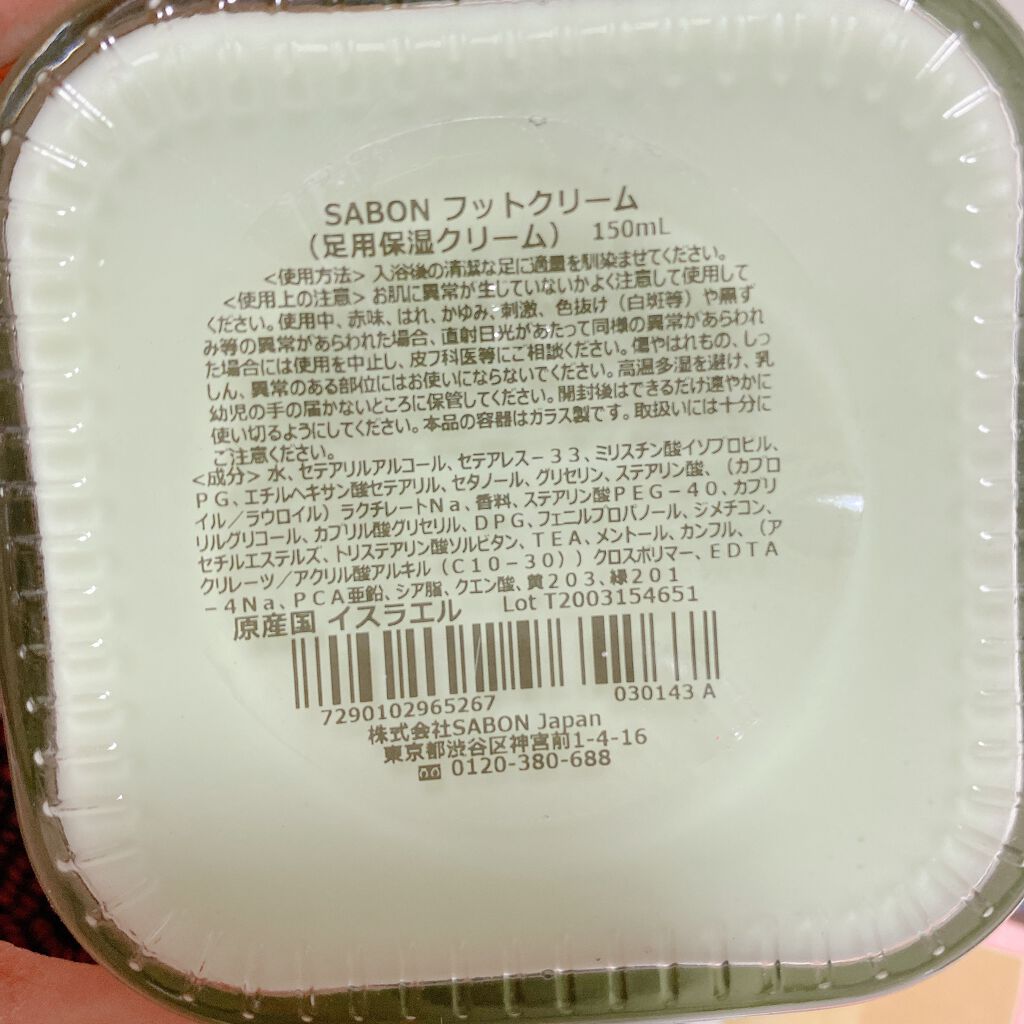 SABON フットクリーム
（足用保湿クリーム） 150mL
<使用方法> 入浴後の清潔な足に適量を馴染ませてください。
<使用上の注意> お肌に異常が生じていないかよく注意して使用して
ください。使用中、赤味、はれ、かゆみ、刺激、色抜け（白斑等）や黒ず
み等の異常があらわれた場合、直射日光があたって同様の異常があらわれ
た場合には使用を中止し、皮フ科医等にご相談ください。傷やはれもの、しっ
しん、異常のある部位にはお使いにならないでください。高温多湿を避け、乳
幼児の手の届かないところに保管してください。開封後はできるだけ速やかに
使い切るようにしてください。本品の容器はガラス製です。取扱いには十分に
ご注意ください。
<成分> 水、セテアリルアルコール、セテアレス－３３、ミリスチン酸イソプロピル、
ＰＧ、エチルヘキサン酸セテアリル、セタノール、グリセリン、ステアリン酸、（カプロ
イル／ラウロイル）ラクチレートＮａ、香料、ステアリン酸ＰＥＧ－４０、カプリ
リルグリコール、カプリル酸グリセリル、ＤＰＧ、フェニルプロパノール、ジメチコン、
セチルエステルズ、トリステアリン酸ソルビタン、ＴＥＡ、メントール、カンフル、（ア
クリレーツ／アクリル酸アルキル（Ｃ１０－３０））クロスポリマー、ＥＤＴＡ
－４Ｎａ、ＰＣＡ亜鉛、シア脂、クエン酸、黄２０３、緑２０１
原産国 イスラエル Lot T2003154651
7290102965267 030143 A
株式会社SABON Japan
東京都渋谷区神宮前1-4-16
0120-380-688